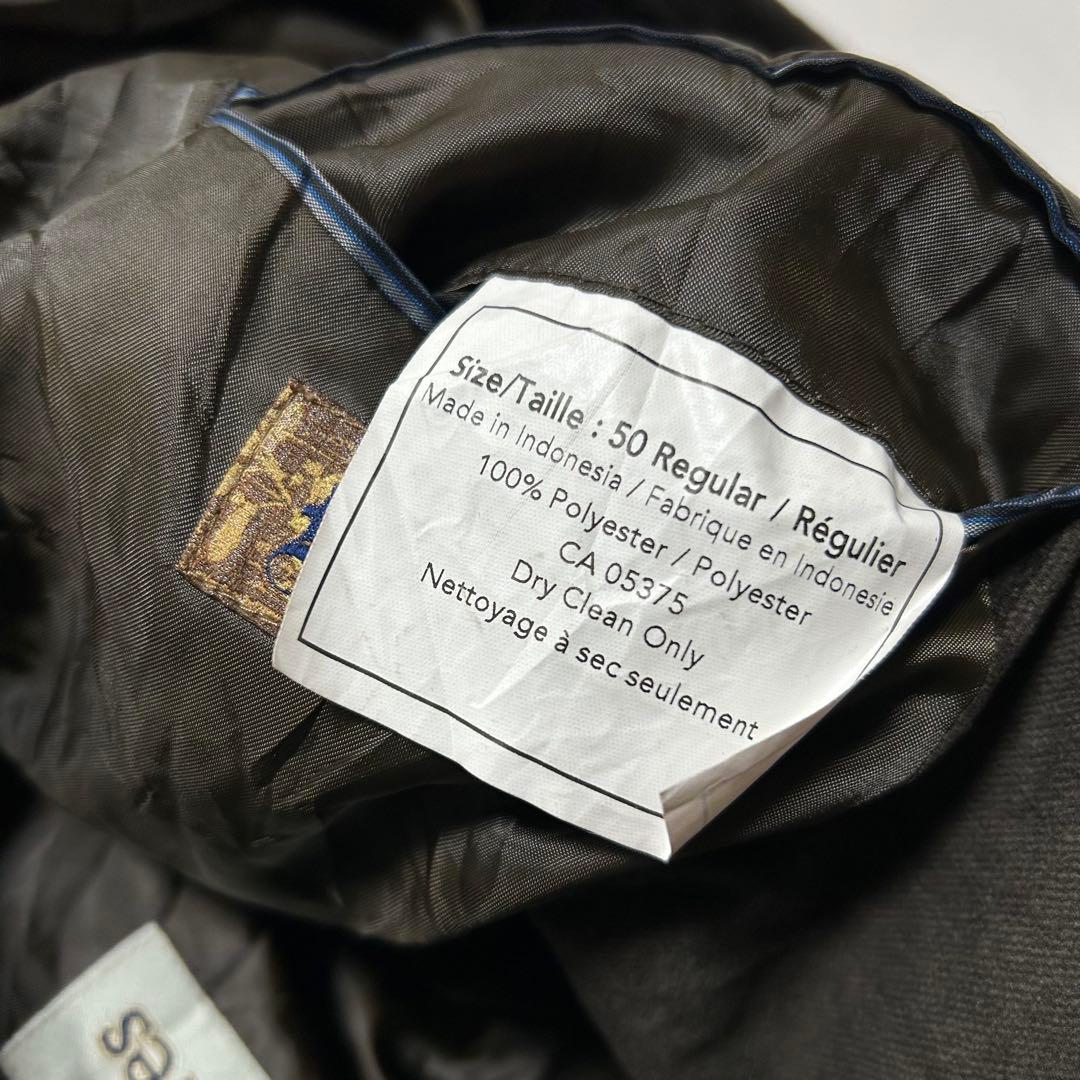 Size/Taille : 50 Regular / Régulier
Made in Indonesia / Fabrique en Indonesie
100% Polyester / Polyester
CA 05375
Dry Clean Only
Nettoyage à sec seulement